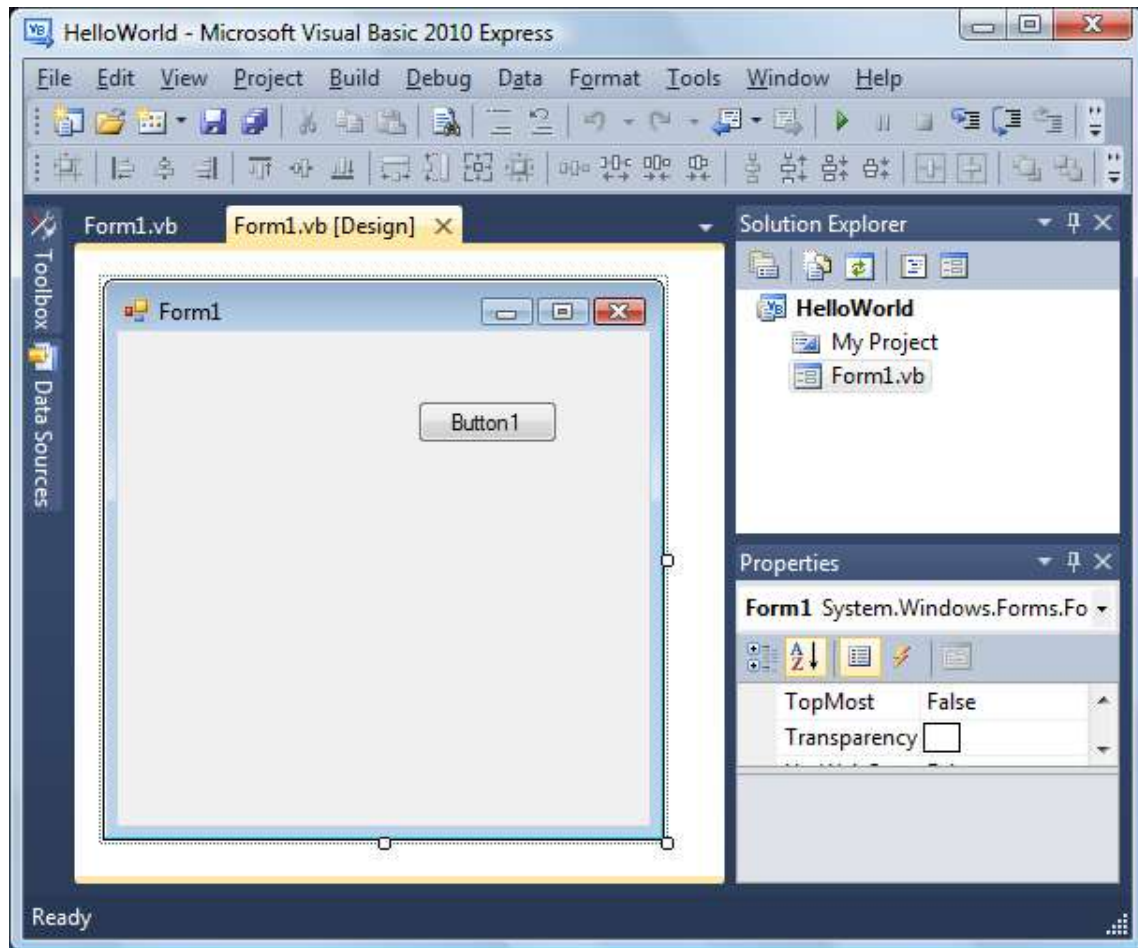 HelloWorld - Microsoft Visual Basic 2010 Express
File Edit View Project Build Debug Data Format Tools Window Help
Toolbox
Data Sources
Form1.vb
Form1.vb [Design]
Form1
Button1
Solution Explorer
HelloWorld
My Project
Form1.vb
Properties
Form1 System.Windows.Forms.Fo
TopMost False
Transparency
Ready